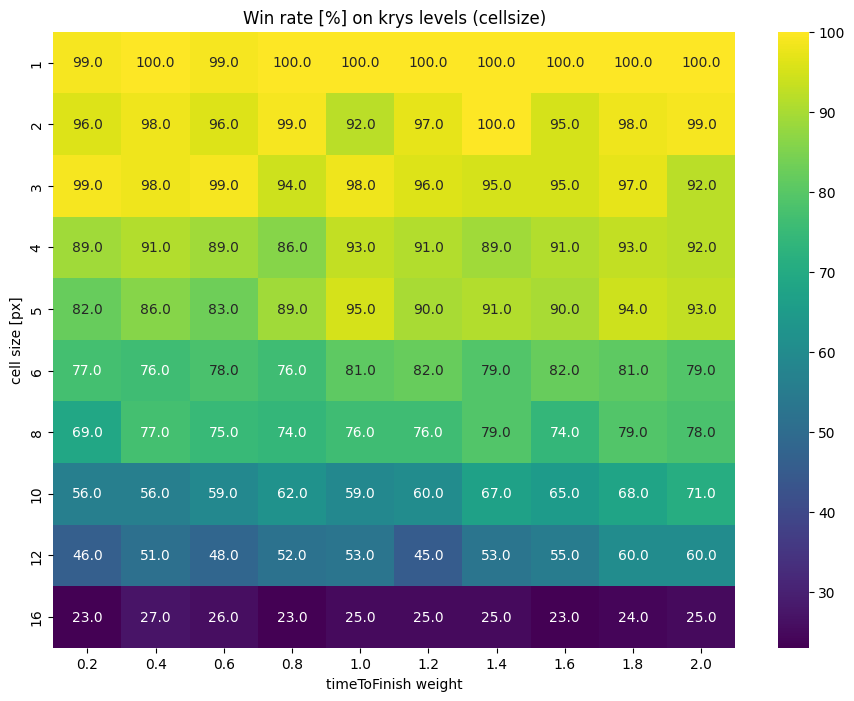 Win rate [%] on krys levels (cellsize)
cell size [px]
1 99.0 100.0 99.0 100.0 100.0 100.0 100.0 100.0 100.0 100.0
2 96.0 98.0 96.0 99.0 92.0 97.0 100.0 95.0 98.0 99.0
3 99.0 98.0 99.0 94.0 98.0 96.0 95.0 95.0 97.0 92.0
4 89.0 91.0 89.0 86.0 93.0 91.0 89.0 91.0 93.0 92.0
5 82.0 86.0 83.0 89.0 95.0 90.0 91.0 90.0 94.0 93.0
6 77.0 76.0 78.0 76.0 81.0 82.0 79.0 82.0 81.0 79.0
8 69.0 77.0 75.0 74.0 76.0 76.0 79.0 74.0 79.0 78.0
10 56.0 56.0 59.0 62.0 59.0 60.0 67.0 65.0 68.0 71.0
12 46.0 51.0 48.0 52.0 53.0 45.0 53.0 55.0 60.0 60.0
16 23.0 27.0 26.0 23.0 25.0 25.0 25.0 23.0 24.0 25.0
0.2 0.4 0.6 0.8 1.0 1.2 1.4 1.6 1.8 2.0
timeToFinish weight
100
90
80
70
60
50
40
30